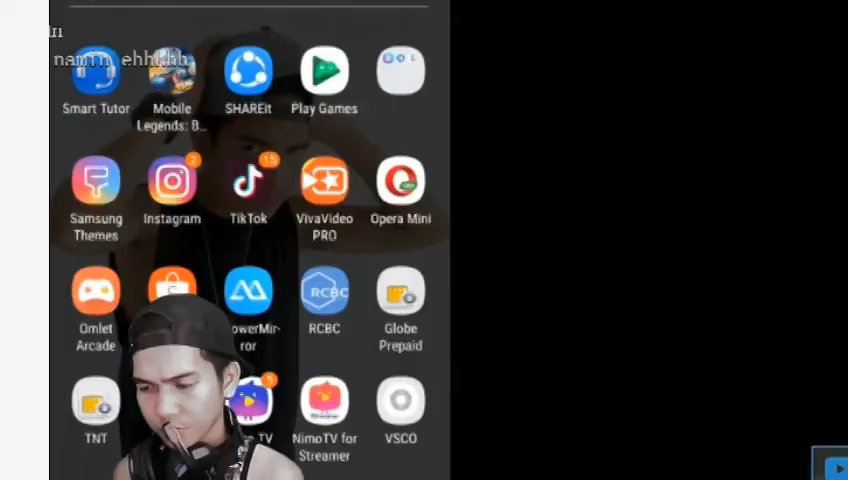 namin ehhhhh
Smart Tutor
Mobile
Legends: B...
SHAREit
Play Games
2
15
Samsung
Themes
Instagram
TikTok
VivaVideo
PRO
Opera Mini
RCBC
Omlet
Arcade
owerMir-
ror
RCBC
Globe
Prepaid
5
TNT
TV
NimoTV for
Streamer
VSCO